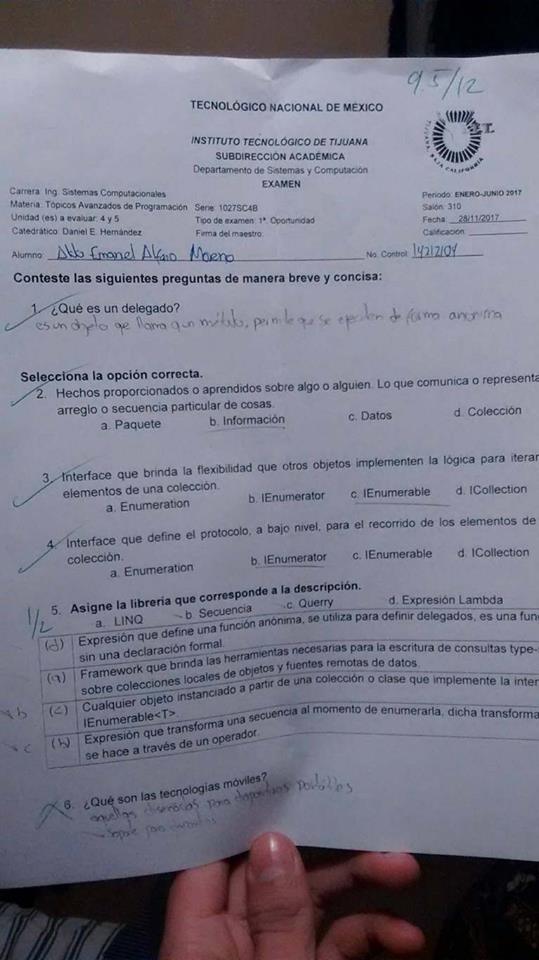 9.5/12
TECNOLÓGICO NACIONAL DE MÉXICO
INSTITUTO TECNOLÓGICO DE TIJUANA
SUBDIRECCIÓN ACADÉMICA
Departamento de Sistemas y Computación
EXAMEN
TIJUANA, BAJA CALIFORNIA
Carrera: Ing. Sistemas Computacionales
Periodo: ENERO-JUNIO 2017
Materia: Tópicos Avanzados de Programación Serie: 1027SC4B
Salón: 310
Unidad (es) a evaluar: 4 y 5 Tipo de examen: 1ª. Oportunidad
Fecha: 28/11/2017
Catedrático: Daniel E. Hernández Firma del maestro:
Calificación:
Alumno: Aldo Emanel Alfaro Moreno No. Control: 14212104
Conteste las siguientes preguntas de manera breve y concisa:
1. ¿Qué es un delegado?
es un objeto que llama a un método, permite que se ejecuten de forma anonima
Selecciona la opción correcta.
2. Hechos proporcionados o aprendidos sobre algo o alguien. Lo que comunica o representa
arreglo o secuencia particular de cosas.
a. Paquete b. Información c. Datos d. Colección
3. Interface que brinda la flexibilidad que otros objetos implementen la lógica para iterar
elementos de una colección.
a. Enumeration b. IEnumerator c. IEnumerable d. ICollection
4. Interface que define el protocolo, a bajo nivel, para el recorrido de los elementos de
colección.
a. Enumeration b. IEnumerator c. IEnumerable d. ICollection
1/2
5. Asigne la librería que corresponde a la descripción.
a. LINQ b. Secuencia c. Querry d. Expresión Lambda
(d) Expresión que define una función anónima, se utiliza para definir delegados, es una fun
sin una declaración formal.
(a) Framework que brinda las herramientas necesarias para la escritura de consultas type-
sobre colecciones locales de objetos y fuentes remotas de datos.
b (c) Cualquier objeto instanciado a partir de una colección o clase que implemente la inter
IEnumerable<T>.
c (b) Expresión que transforma una secuencia al momento de enumerarla, dicha transforma
se hace a través de un operador.
6. ¿Qué son las tecnologías móviles?
aquellas diseñadas para dispositivos portátiles